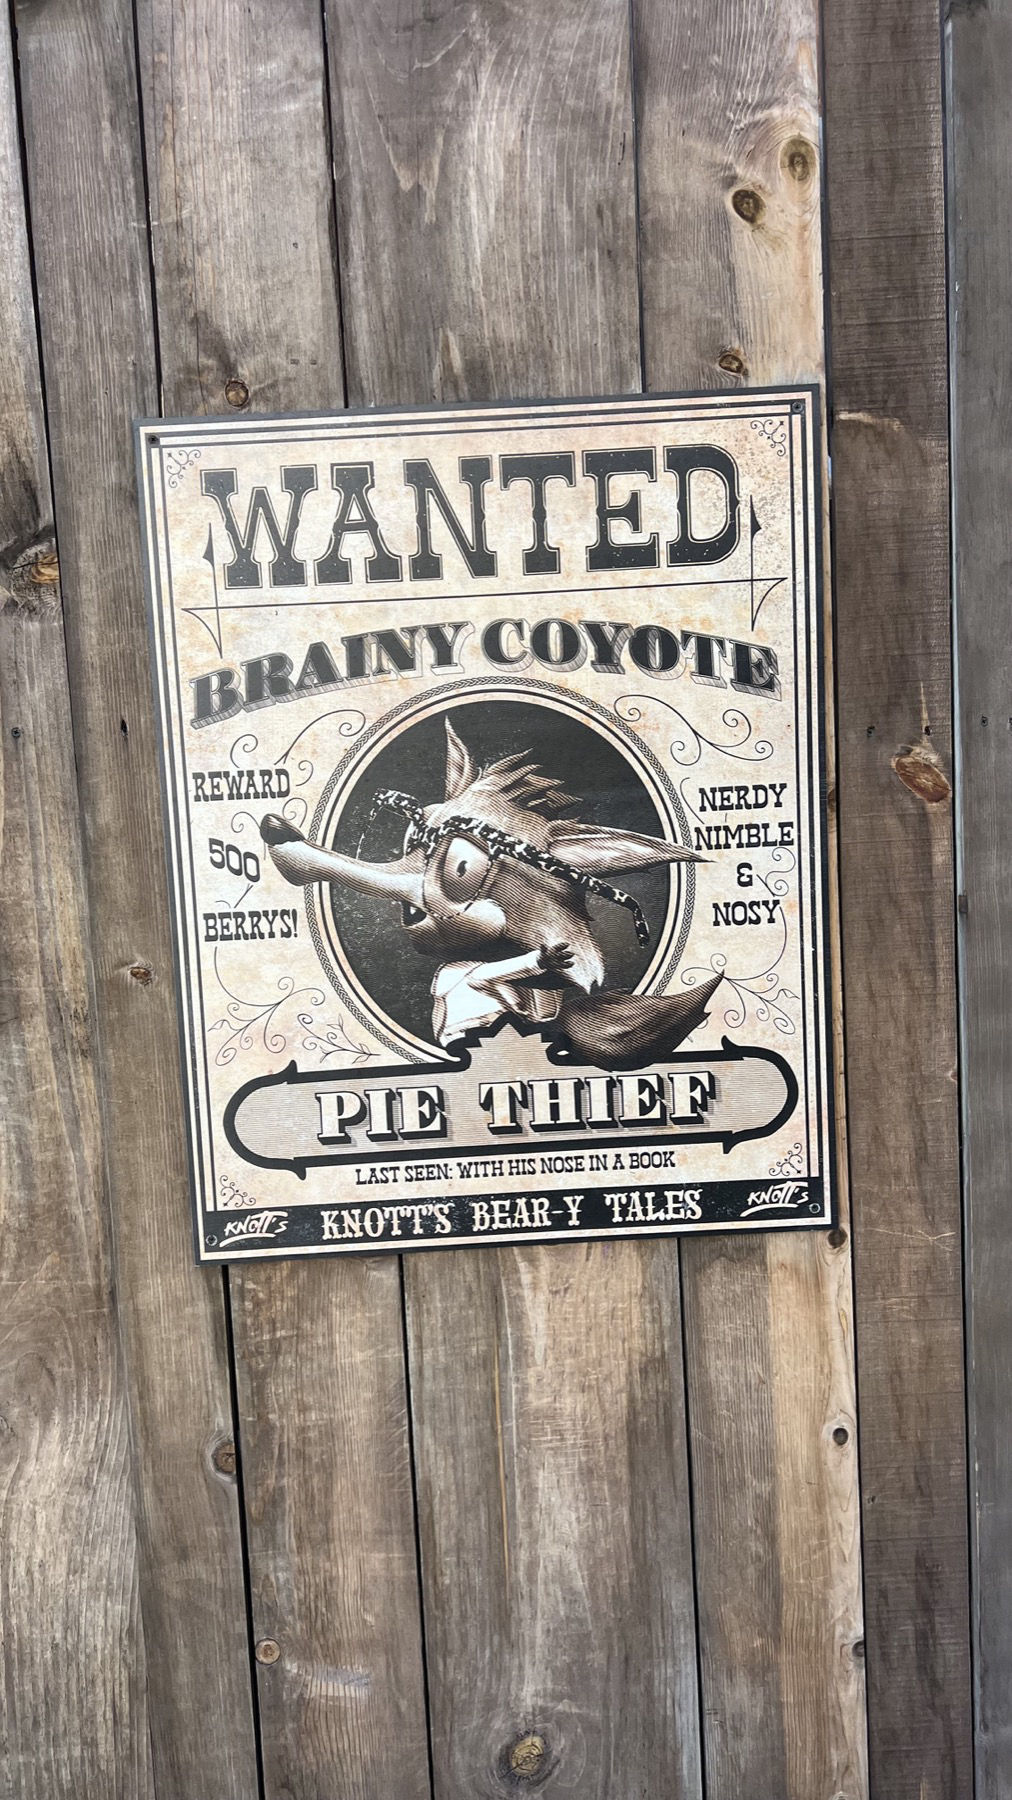 WANTED
BRAINY COYOTE
REWARD
500
BERRYS!
NERDY
NIMBLE
&
NOSY
PIE THIEF
LAST SEEN: WITH HIS NOSE IN A BOOK
KNOTT'S
KNOTT'S BEAR-Y TALES
KNOTT'S